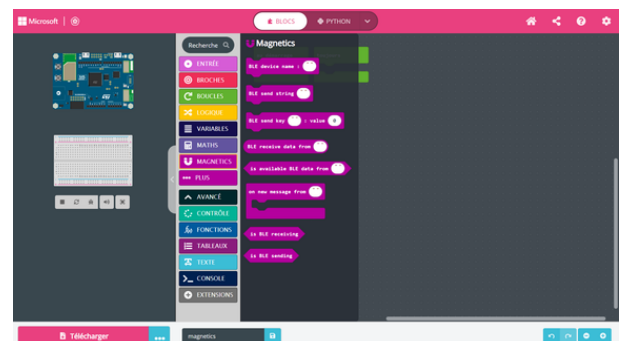 Microsoft
BLOCS
PYTHON
Recherche
ENTRÉE
BROCHES
BOUCLES
LOGIQUE
VARIABLES
MATHS
MAGNETICS
PLUS
AVANCÉ
CONTRÔLE
FONCTIONS
TABLEAUX
TEXTE
CONSOLE
EXTENSIONS
Magnetics
BLE device name :
BLE send string
BLE send key : value 0
BLE receive data from
is available BLE data from
on new message from
is BLE receiving
is BLE sending
Télécharger
magnetics